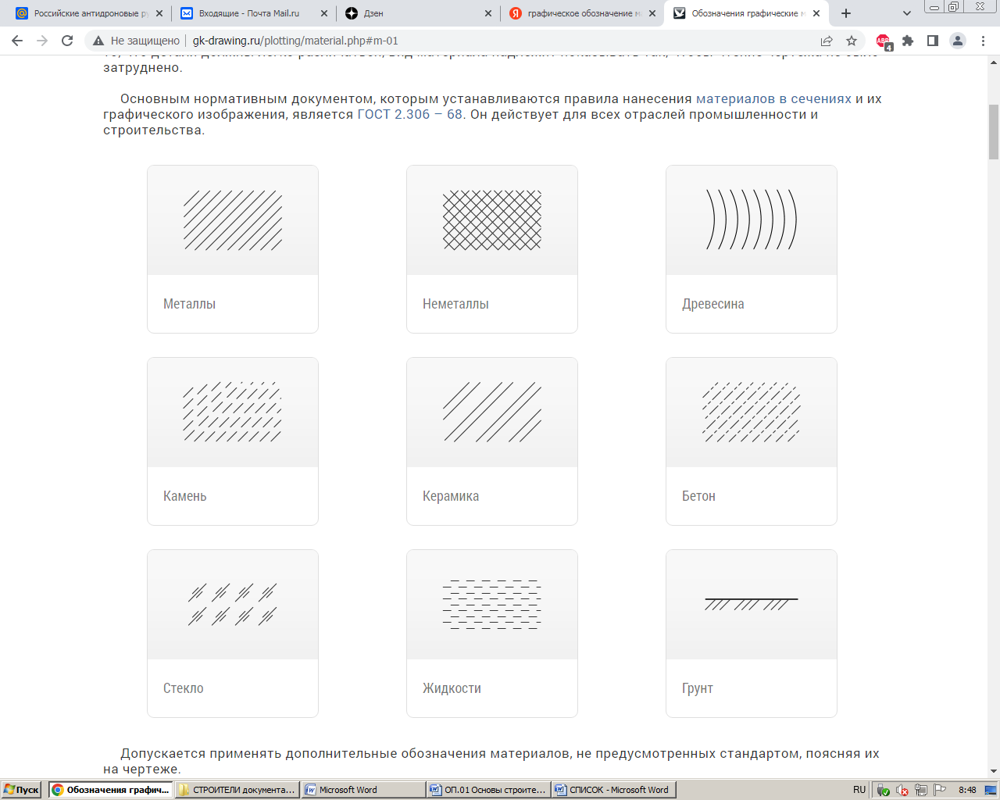 Российские антидроновые ру
Входящие - Почта Mail.ru
Дзен
графическое обозначение ма
Обозначения графические м
Не защищено
gk-drawing.ru/plotting/material.php#m-01
ABP
4
затруднено.
Основным нормативным документом, которым устанавливаются правила нанесения материалов в сечениях и их
графического изображения, является ГОСТ 2.306 – 68. Он действует для всех отраслей промышленности и
строительства.
Металлы
Неметаллы
Древесина
Камень
Керамика
Бетон
Стекло
Жидкости
Грунт
Допускается применять дополнительные обозначения материалов, не предусмотренных стандартом, поясняя их
на чертеже.
Пуск
Обозначения графич...
СТРОИТЕЛИ документа...
Microsoft Word
ОП.01 Основы строите...
СПИСОК - Microsoft Word
RU
8:48